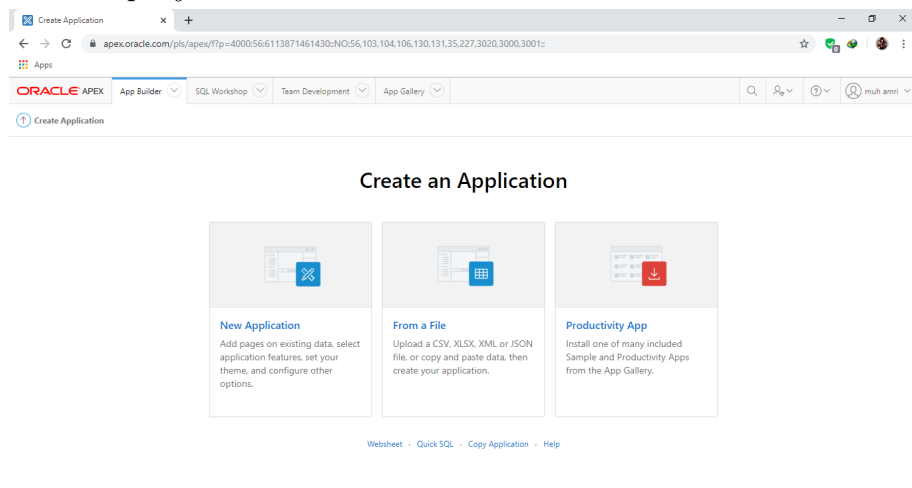 Create Application
apex.oracle.com/pls/apex/f?p=4000:56:6113871461430::NO:56,103,104,106,130,131,35,227,3020,3000,3001::
Apps
ORACLE APEX App Builder SQL Workshop Team Development App Gallery muh amri
Create Application
Create an Application
New Application
Add pages on existing data, select
application features, set your
theme, and configure other
options.
From a File
Upload a CSV, XLSX, XML or JSON
file, or copy and paste data, then
create your application.
Productivity App
Install one of many included
Sample and Productivity Apps
from the App Gallery.
Websheet · Quick SQL · Copy Application · Help